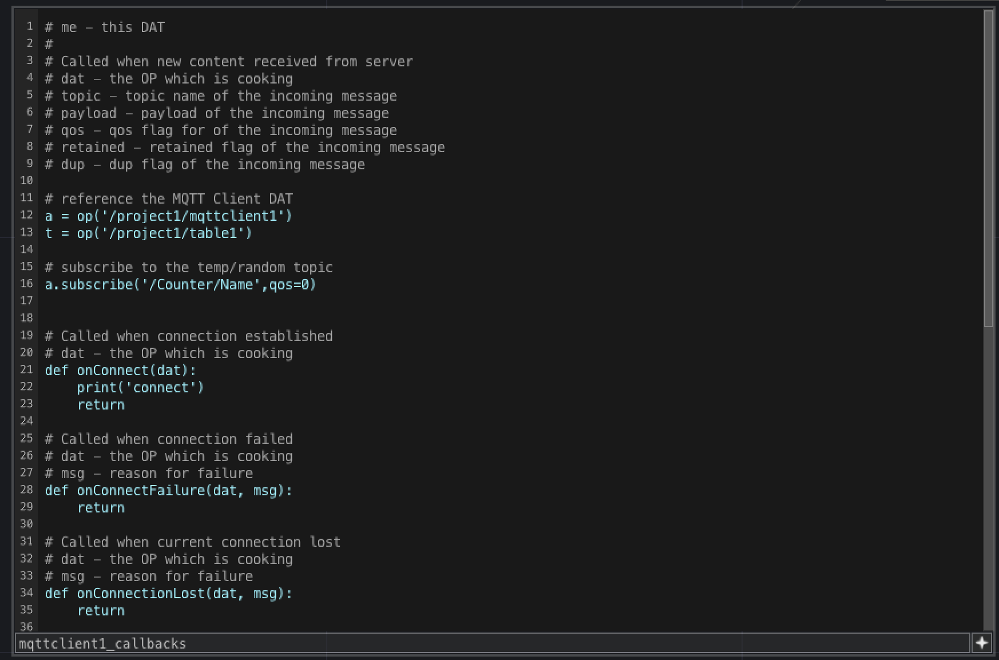 1 # me - this DAT
2 #
3 # Called when new content received from server
4 # dat - the OP which is cooking
5 # topic - topic name of the incoming message
6 # payload - payload of the incoming message
7 # qos - qos flag for of the incoming message
8 # retained - retained flag of the incoming message
9 # dup - dup flag of the incoming message
10
11 # reference the MQTT Client DAT
12 a = op('/project1/mqttclient1')
13 t = op('/project1/table1')
14
15 # subscribe to the temp/random topic
16 a.subscribe('/Counter/Name',qos=0)
17
18
19 # Called when connection established
20 # dat - the OP which is cooking
21 def onConnect(dat):
22     print('connect')
23     return
24
25 # Called when connection failed
26 # dat - the OP which is cooking
27 # msg - reason for failure
28 def onConnectFailure(dat, msg):
29     return
30
31 # Called when current connection lost
32 # dat - the OP which is cooking
33 # msg - reason for failure
34 def onConnectionLost(dat, msg):
35     return
36
mqttclient1_callbacks